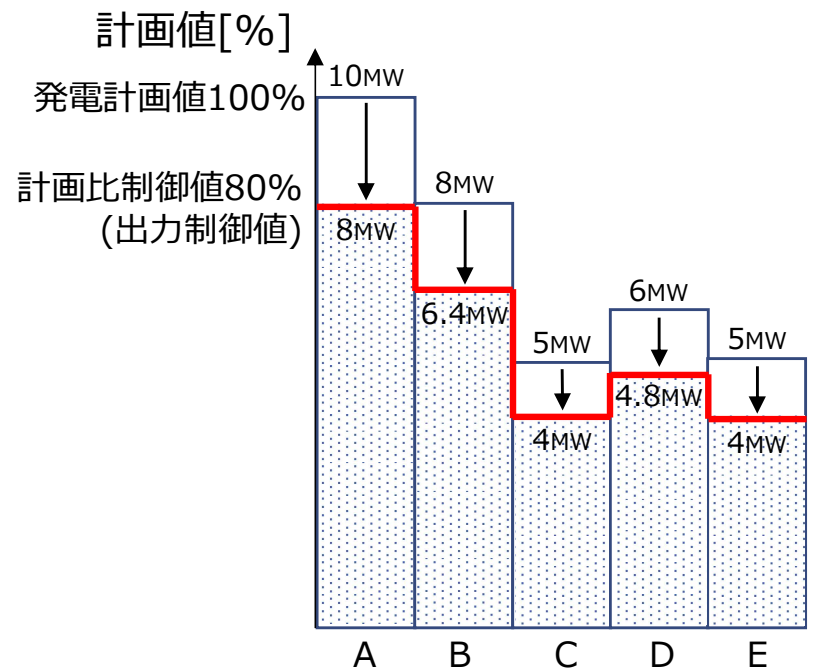 計画値[%]
10MW
発電計画値100%
計画比制御値80%
(出力制御値)
8MW
8MW
6.4MW
5MW
4MW
6MW
4.8MW
5MW
4MW
A B C D E